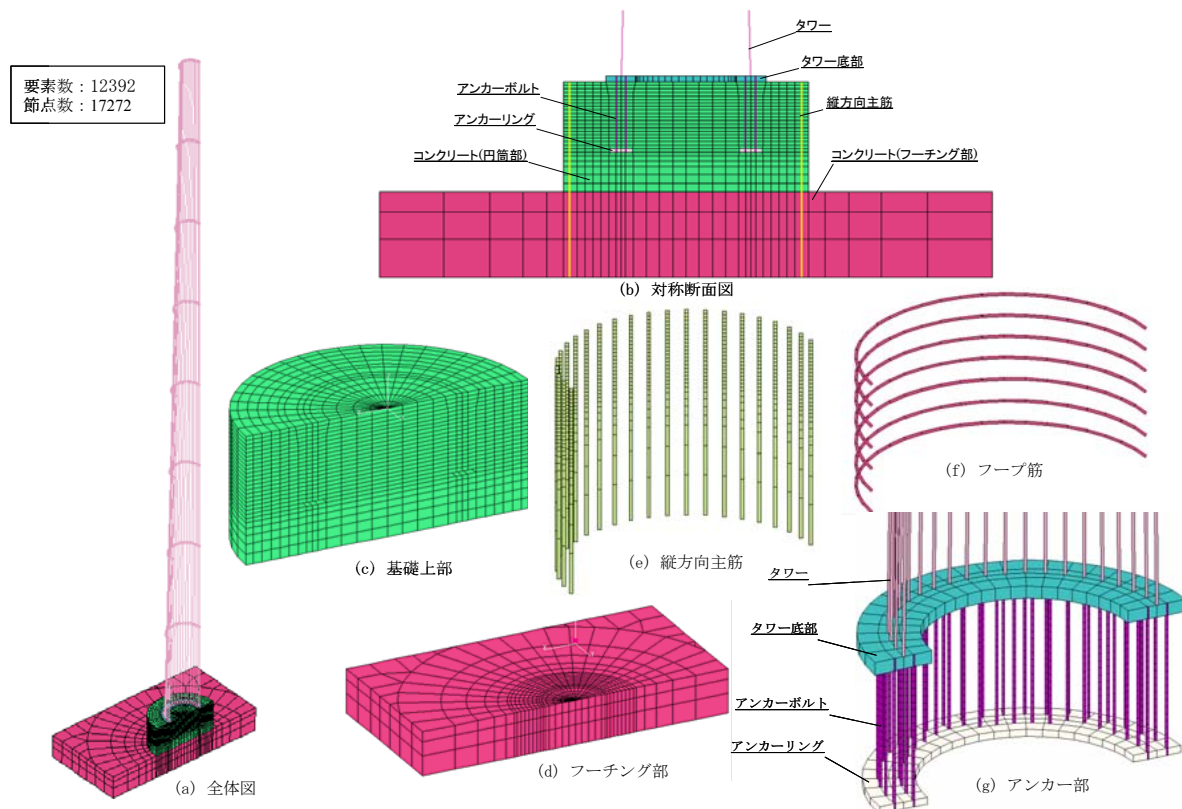 要素数：12392
節点数：17272
(a) 全体図
タワー
タワー底部
アンカーボルト
縦方向主筋
アンカーリング
コンクリート(円筒部)
コンクリート(フーチング部)
(b) 対称断面図
(c) 基礎上部
(d) フーチング部
(e) 縦方向主筋
(f) フープ筋
タワー
タワー底部
アンカーボルト
アンカーリング
(g) アンカー部